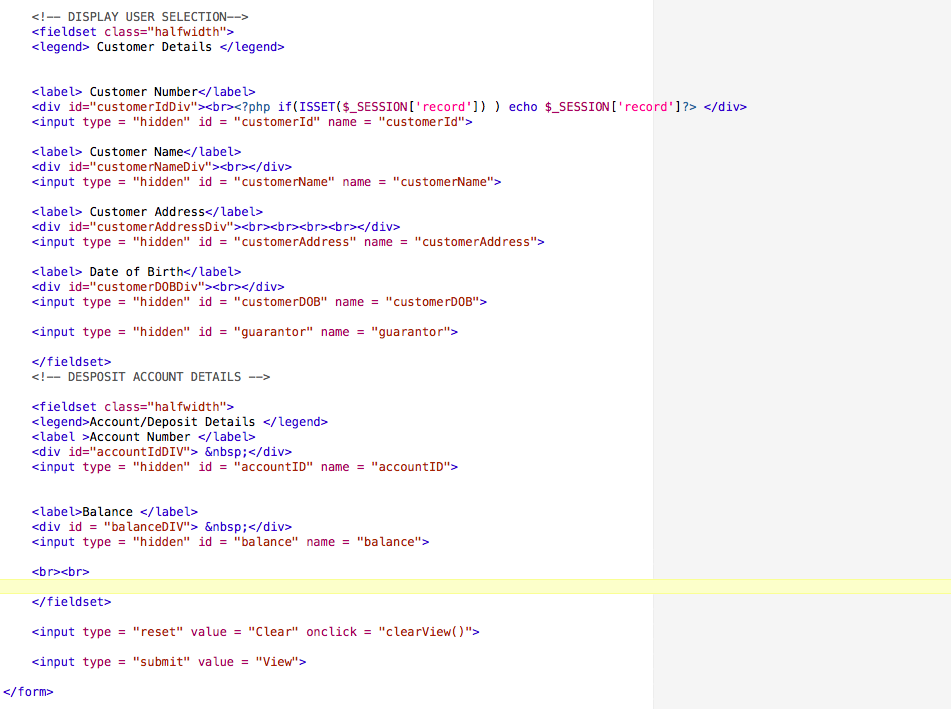 <!-- DISPLAY USER SELECTION-->
<fieldset class="halfwidth">
<legend> Customer Details </legend>
<label> Customer Number</label>
<div id="customerIdDiv"><br><?php if(ISSET($_SESSION['record']) ) echo $_SESSION['record']?> </div>
<input type = "hidden" id = "customerId" name = "customerId">
<label> Customer Name</label>
<div id="customerNameDiv"><br></div>
<input type = "hidden" id = "customerName" name = "customerName">
<label> Customer Address</label>
<div id="customerAddressDiv"><br><br><br><br></div>
<input type = "hidden" id = "customerAddress" name = "customerAddress">
<label> Date of Birth</label>
<div id="customerDOBDiv"><br></div>
<input type = "hidden" id = "customerDOB" name = "customerDOB">
<input type = "hidden" id = "guarantor" name = "guarantor">
</fieldset>
<!-- DESPOSIT ACCOUNT DETAILS -->
<fieldset class="halfwidth">
<legend>Account/Deposit Details </legend>
<label >Account Number </label>
<div id="accountIdDIV"> &nbsp;</div>
<input type = "hidden" id = "accountID" name = "accountID">
<label>Balance </label>
<div id = "balanceDIV"> &nbsp;</div>
<input type = "hidden" id = "balance" name = "balance">
<br><br>
</fieldset>
<input type = "reset" value = "Clear" onclick = "clearView()">
<input type = "submit" value = "View">
</form>